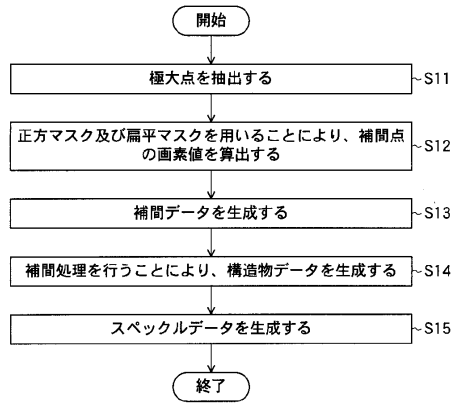 開始
極大点を抽出する
~S11
正方マスク及び扁平マスクを用いることにより、補間点
の画素値を算出する
~S12
補間データを生成する
~S13
補間処理を行うことにより、構造物データを生成する
~S14
スペックルデータを生成する
~S15
終了